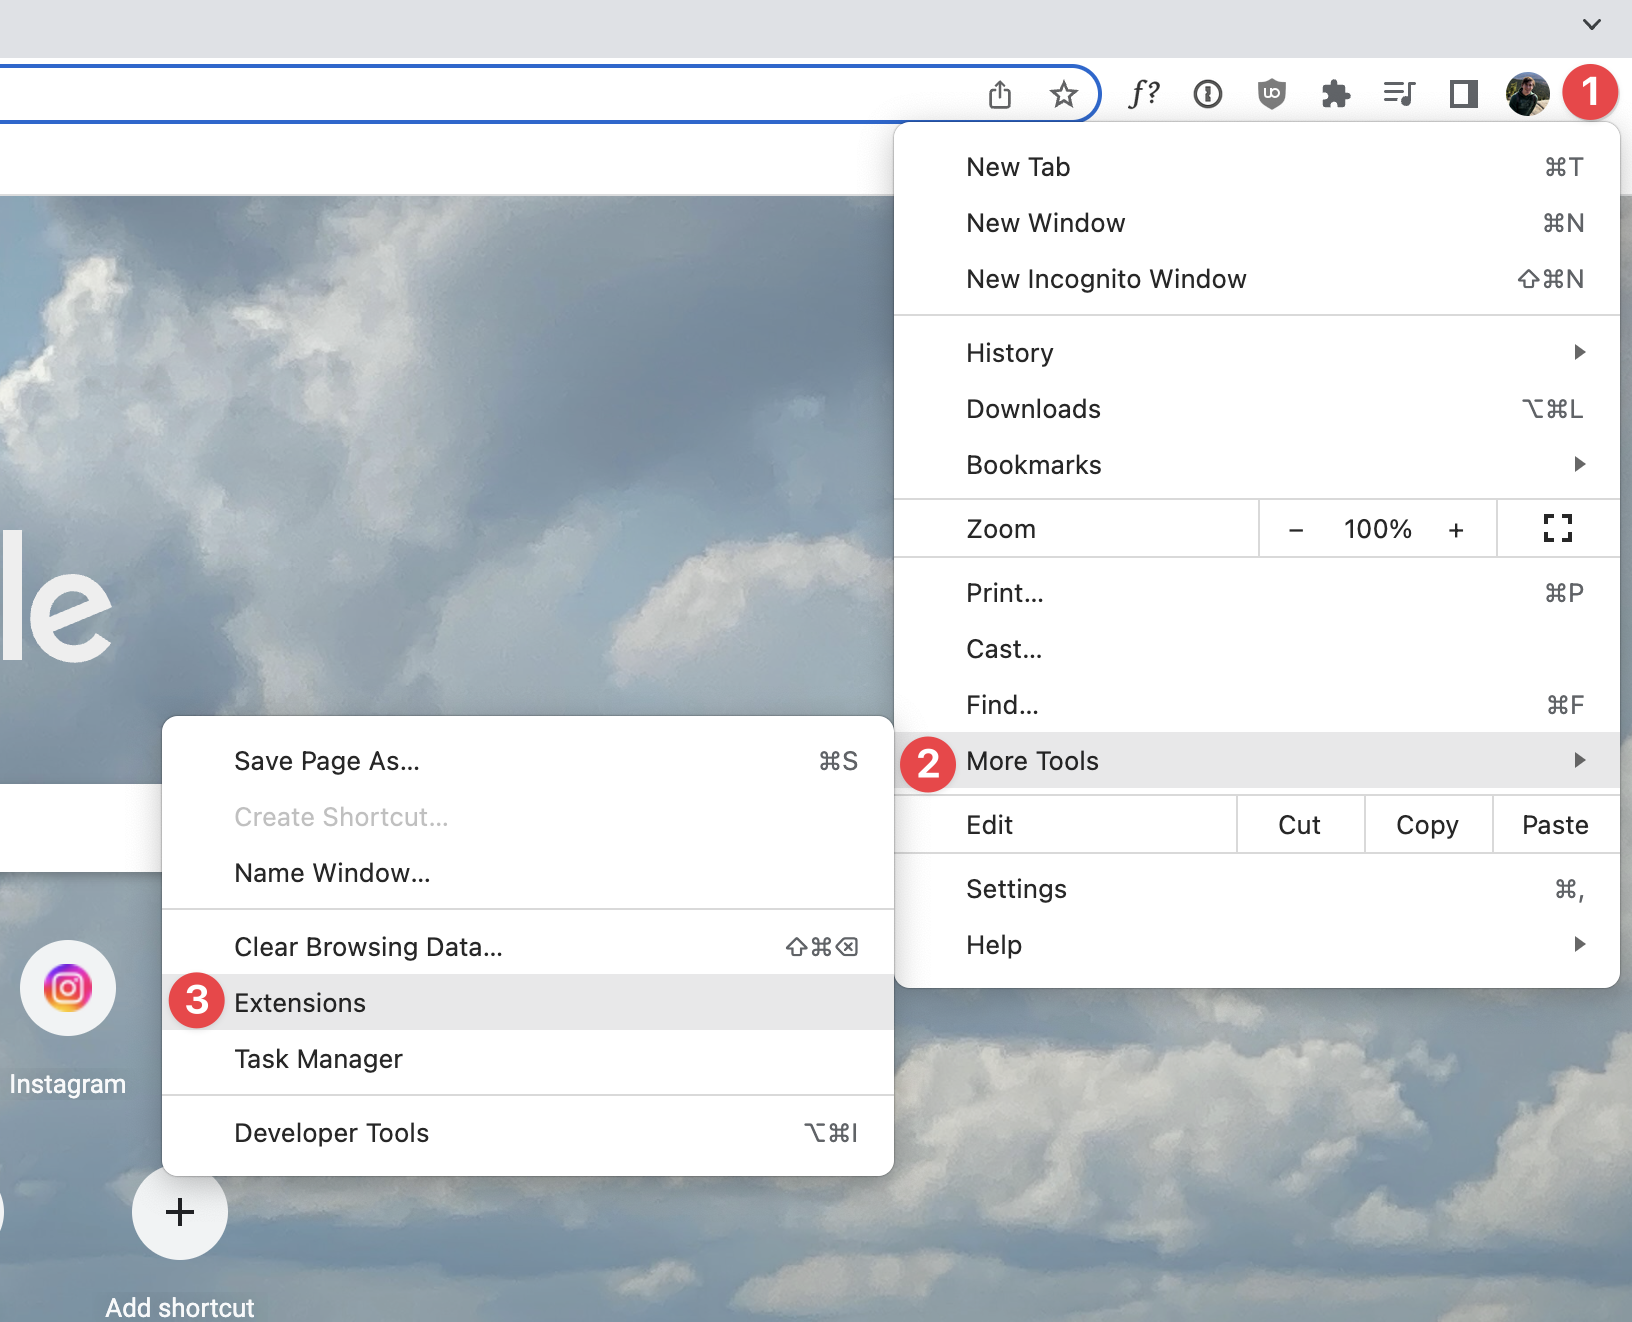 f?
1
New Tab ⌘T
New Window ⌘N
New Incognito Window ⇧⌘N
History
Downloads ⌥⌘L
Bookmarks
Zoom − 100% +
Print... ⌘P
Cast...
Find... ⌘F
2 More Tools
Edit Cut Copy Paste
Settings ⌘,
Help
le
Save Page As... ⌘S
Create Shortcut...
Name Window...
Clear Browsing Data... ⇧⌘⌫
3 Extensions
Task Manager
Developer Tools ⌥⌘I
Instagram
Add shortcut